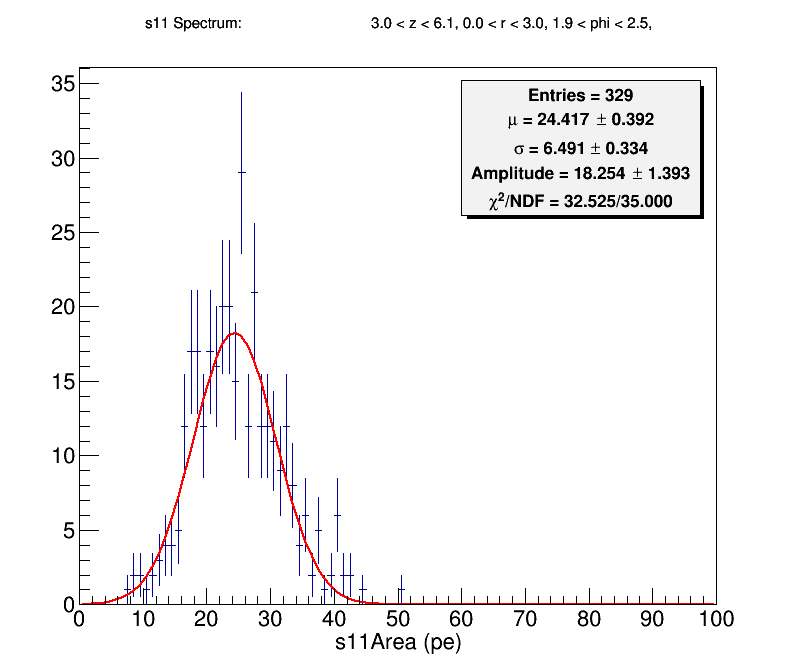 s11 Spectrum: 3.0 < z < 6.1, 0.0 < r < 3.0, 1.9 < phi < 2.5,
Entries = 329
μ = 24.417 ± 0.392
σ = 6.491 ± 0.334
Amplitude = 18.254 ± 1.393
χ²/NDF = 32.525/35.000
35
30
25
20
15
10
5
0
0 10 20 30 40 50 60 70 80 90 100
s11Area (pe)